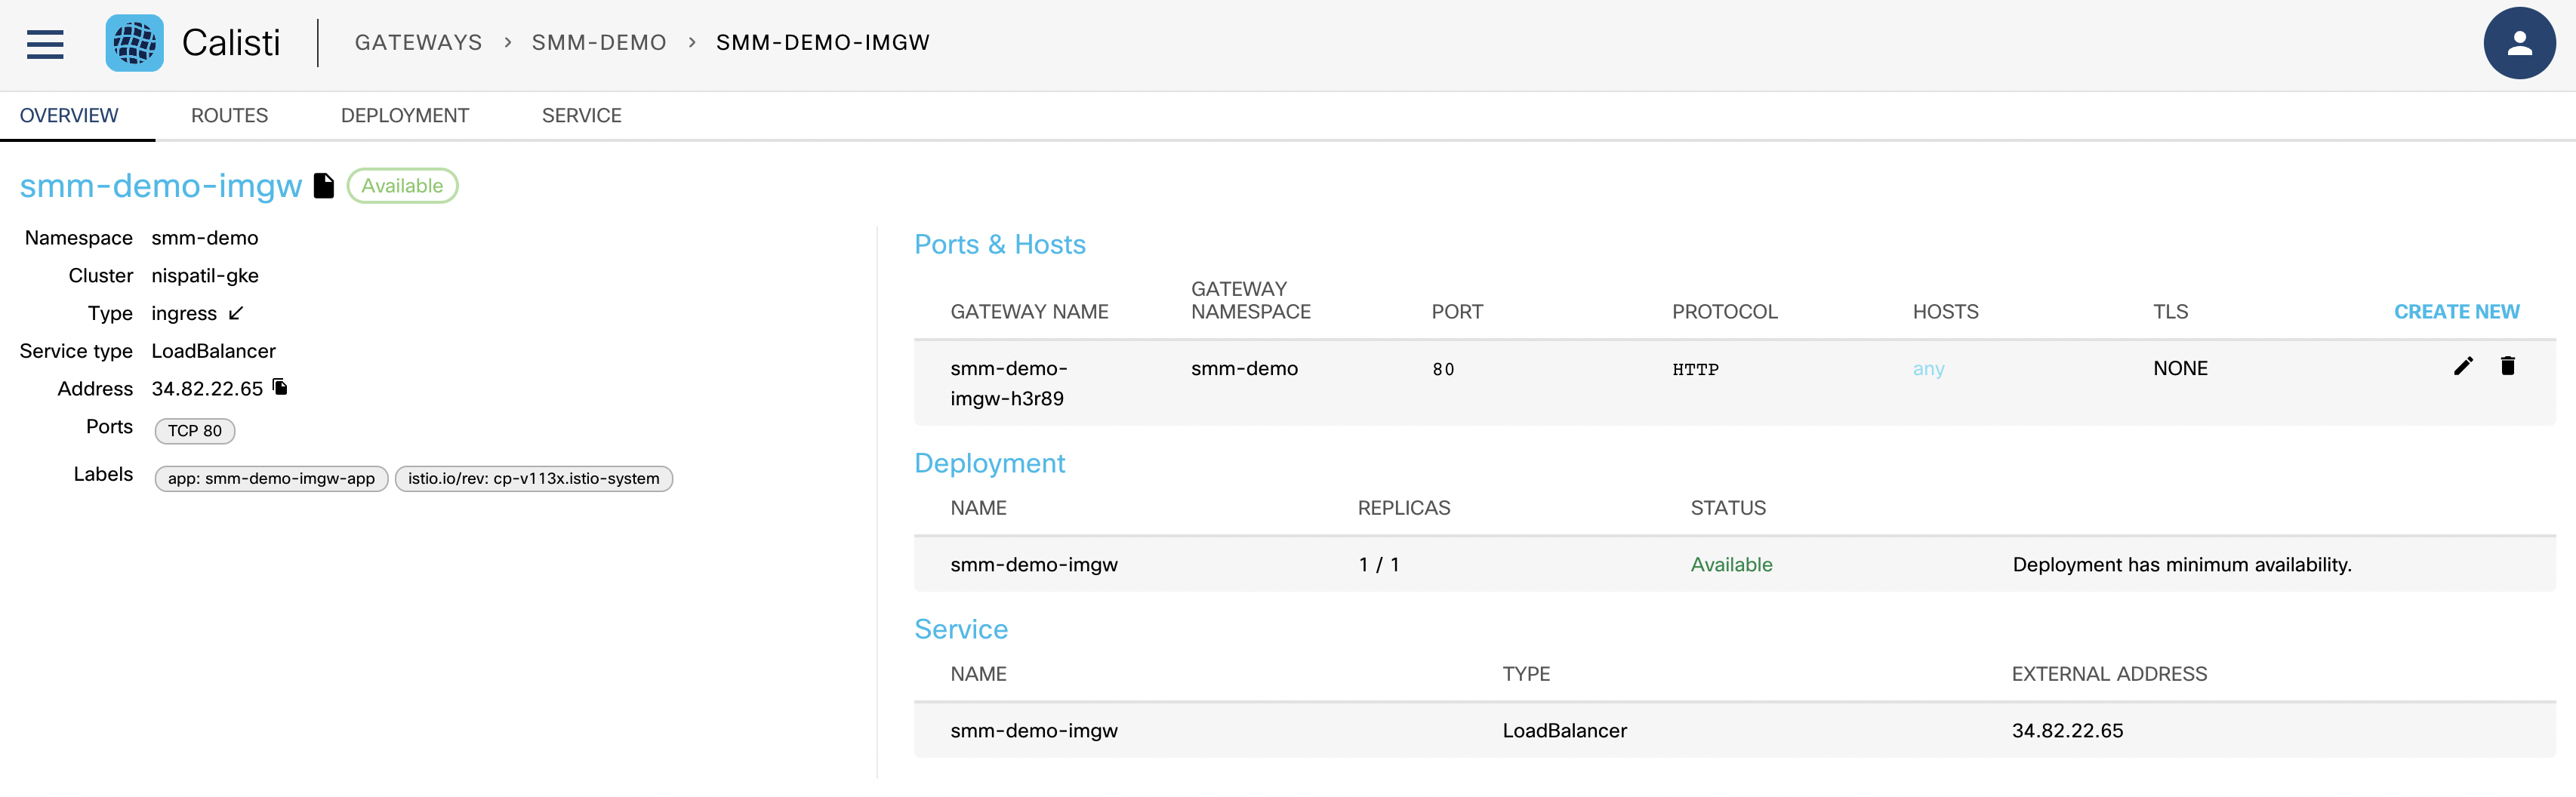 Calisti
GATEWAYS > SMM-DEMO > SMM-DEMO-IMGW
OVERVIEW ROUTES DEPLOYMENT SERVICE
smm-demo-imgw Available
Namespace smm-demo
Cluster nispatil-gke
Type ingress
Service type LoadBalancer
Address 34.82.22.65
Ports TCP 80
Labels app: smm-demo-imgw-app istio.io/rev: cp-v113x.istio-system
Ports & Hosts
GATEWAY NAME GATEWAY NAMESPACE PORT PROTOCOL HOSTS TLS CREATE NEW
smm-demo-imgw-h3r89 smm-demo 80 HTTP any NONE
Deployment
NAME REPLICAS STATUS
smm-demo-imgw 1 / 1 Available Deployment has minimum availability.
Service
NAME TYPE EXTERNAL ADDRESS
smm-demo-imgw LoadBalancer 34.82.22.65